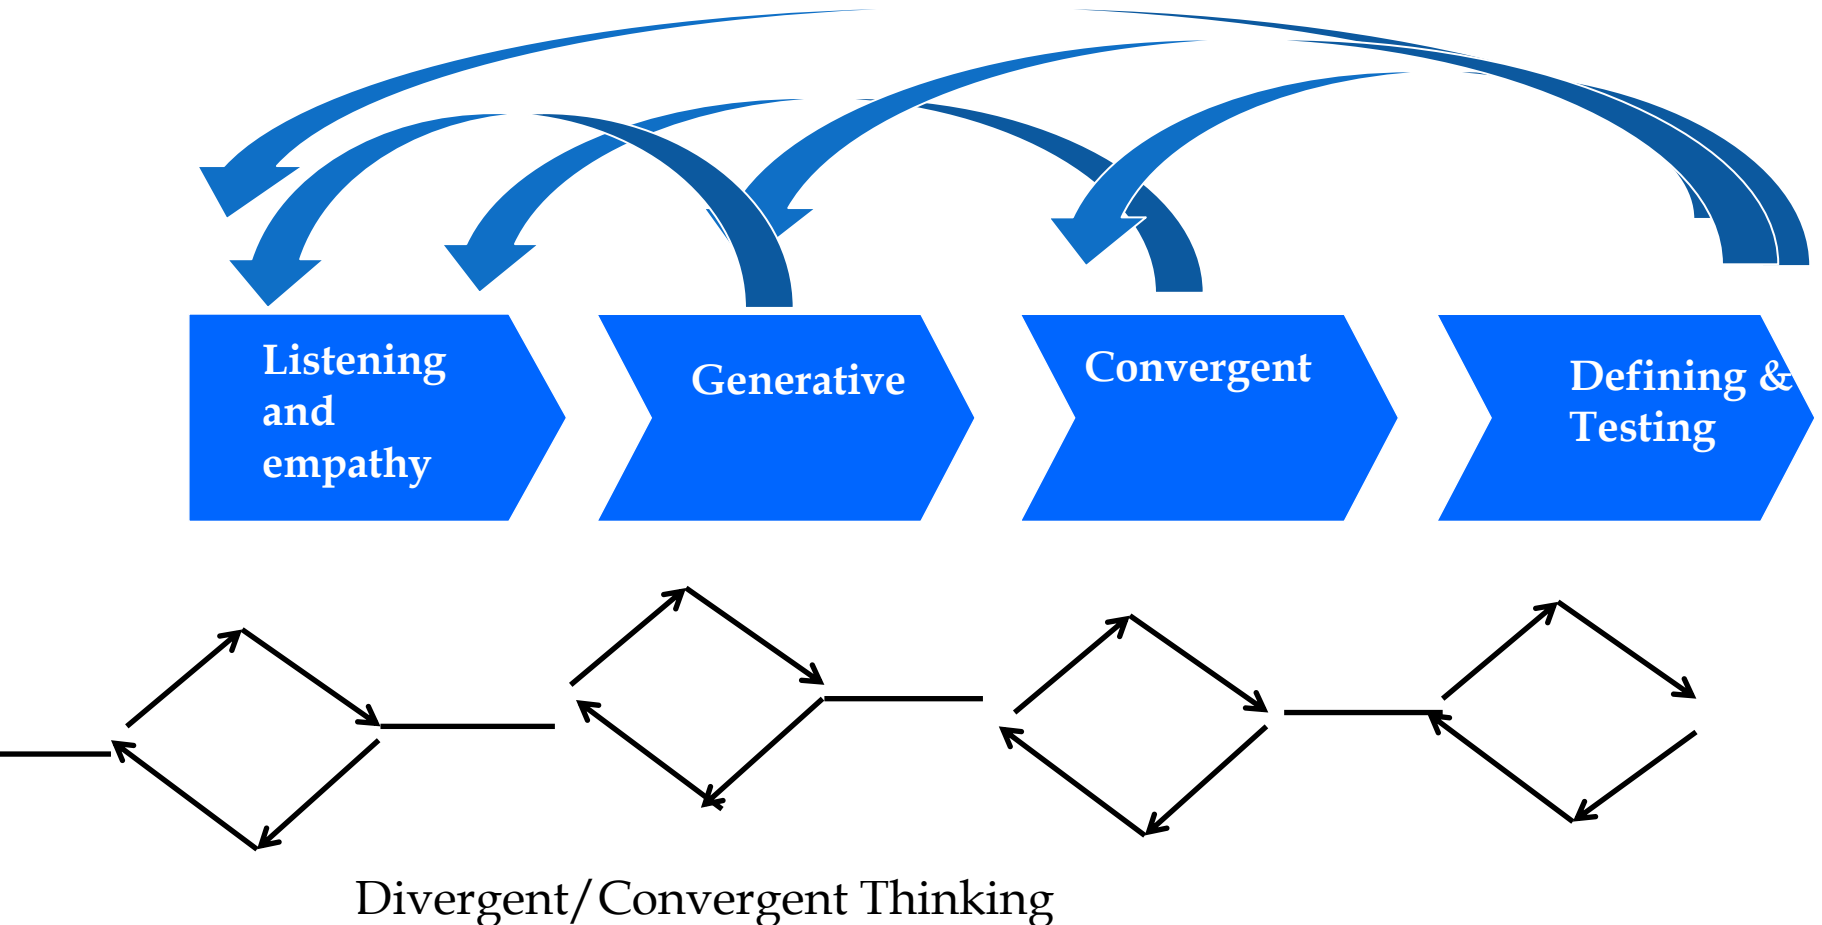 Listening
and
empathy
Generative
Convergent
Defining &
Testing
Divergent/Convergent Thinking